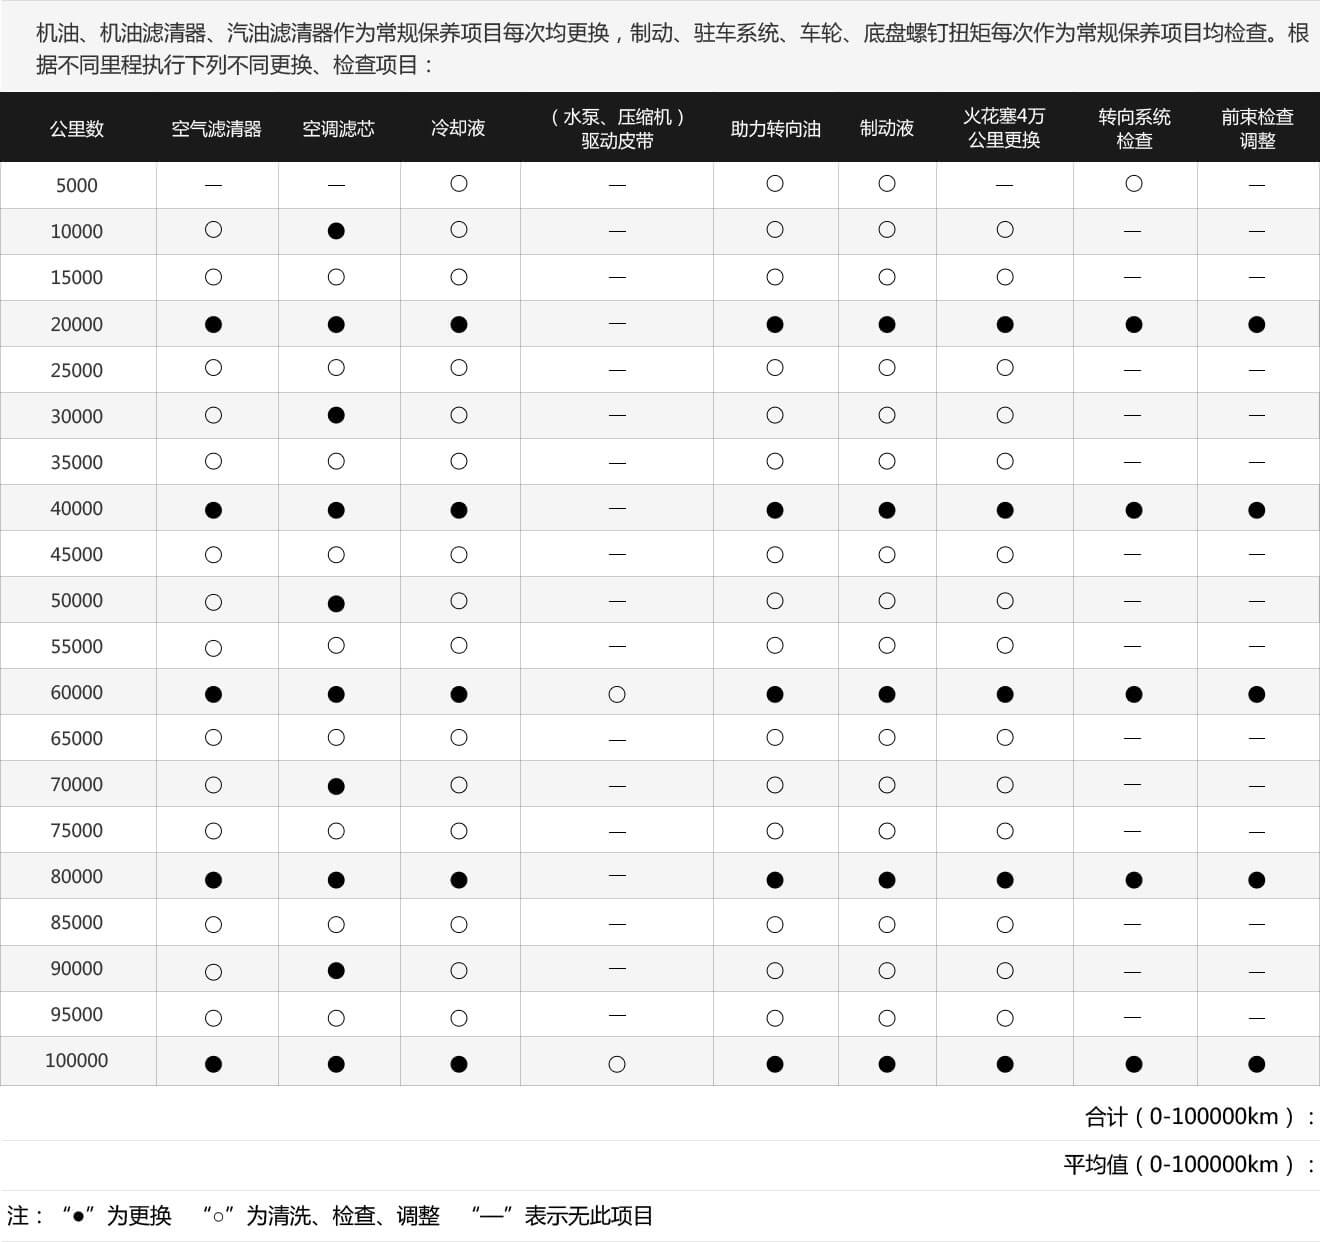 机油、机油滤清器、汽油滤清器作为常规保养项目每次均更换，制动、驻车系统、车轮、底盘螺钉扭矩每次作为常规保养项目均检查。根
据不同里程执行下列不同更换、检查项目：
公里数 空气滤清器 空调滤芯 冷却液 （水泵、压缩机）驱动皮带 助力转向油 制动液 火花塞4万公里更换 转向系统检查 前束检查调整
5000 — — ○ — ○ ○ — ○ —
10000 ○ ● ○ — ○ ○ ○ — —
15000 ○ ○ ○ — ○ ○ ○ — —
20000 ● ● ● — ● ● ● ● ●
25000 ○ ○ ○ — ○ ○ ○ — —
30000 ○ ● ○ — ○ ○ ○ — —
35000 ○ ○ ○ — ○ ○ ○ — —
40000 ● ● ● — ● ● ● ● ●
45000 ○ ○ ○ — ○ ○ ○ — —
50000 ○ ● ○ — ○ ○ ○ — —
55000 ○ ○ ○ — ○ ○ ○ — —
60000 ● ● ● ○ ● ● ● ● ●
65000 ○ ○ ○ — ○ ○ ○ — —
70000 ○ ● ○ — ○ ○ ○ — —
75000 ○ ○ ○ — ○ ○ ○ — —
80000 ● ● ● — ● ● ● ● ●
85000 ○ ○ ○ — ○ ○ ○ — —
90000 ○ ● ○ — ○ ○ ○ — —
95000 ○ ○ ○ — ○ ○ ○ — —
100000 ● ● ● ○ ● ● ● ● ●
合计（0-100000km）：
平均值（0-100000km）：
注：“●”为更换 “○”为清洗、检查、调整 “—”表示无此项目